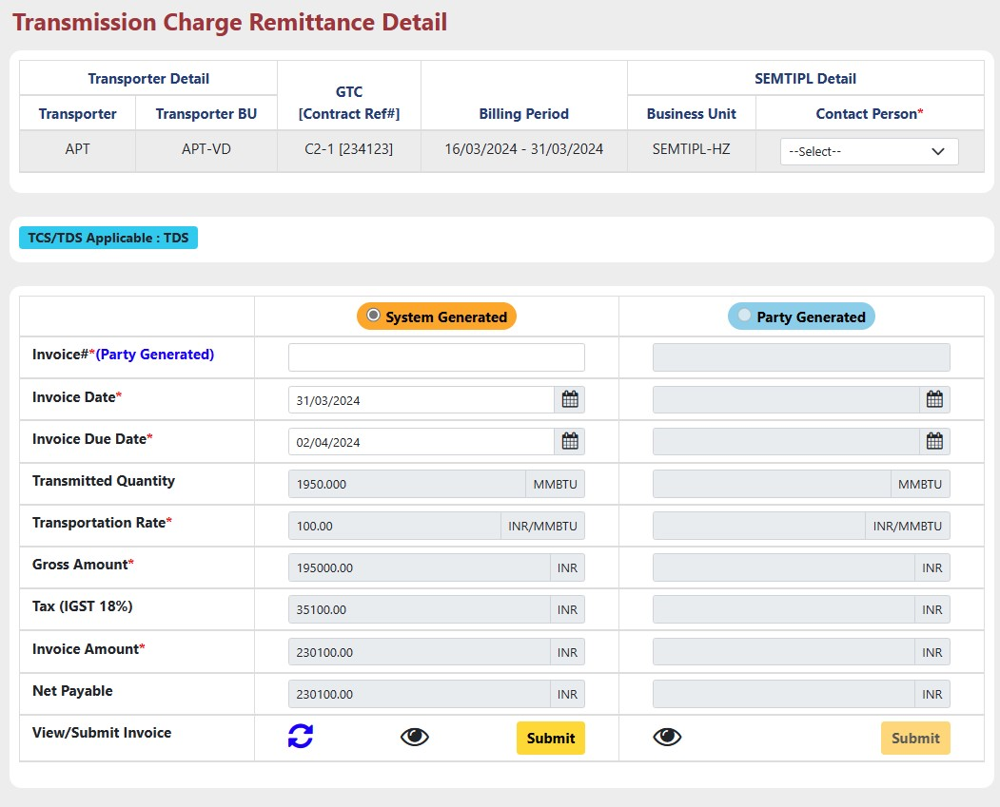 Transmission Charge Remittance Detail
Transporter Detail
GTC
[Contract Ref#]
Billing Period
SEMTIPL Detail
Transporter
Transporter BU
Business Unit
Contact Person*
APT
APT-VD
C2-1 [234123]
16/03/2024 - 31/03/2024
SEMTIPL-HZ
--Select--
TCS/TDS Applicable : TDS
System Generated
Party Generated
Invoice#*(Party Generated)
Invoice Date*
31/03/2024
Invoice Due Date*
02/04/2024
Transmitted Quantity
1950.000
MMBTU
MMBTU
Transportation Rate*
100.00
INR/MMBTU
INR/MMBTU
Gross Amount*
195000.00
INR
INR
Tax (IGST 18%)
35100.00
INR
INR
Invoice Amount*
230100.00
INR
INR
Net Payable
230100.00
INR
INR
View/Submit Invoice
Submit
Submit